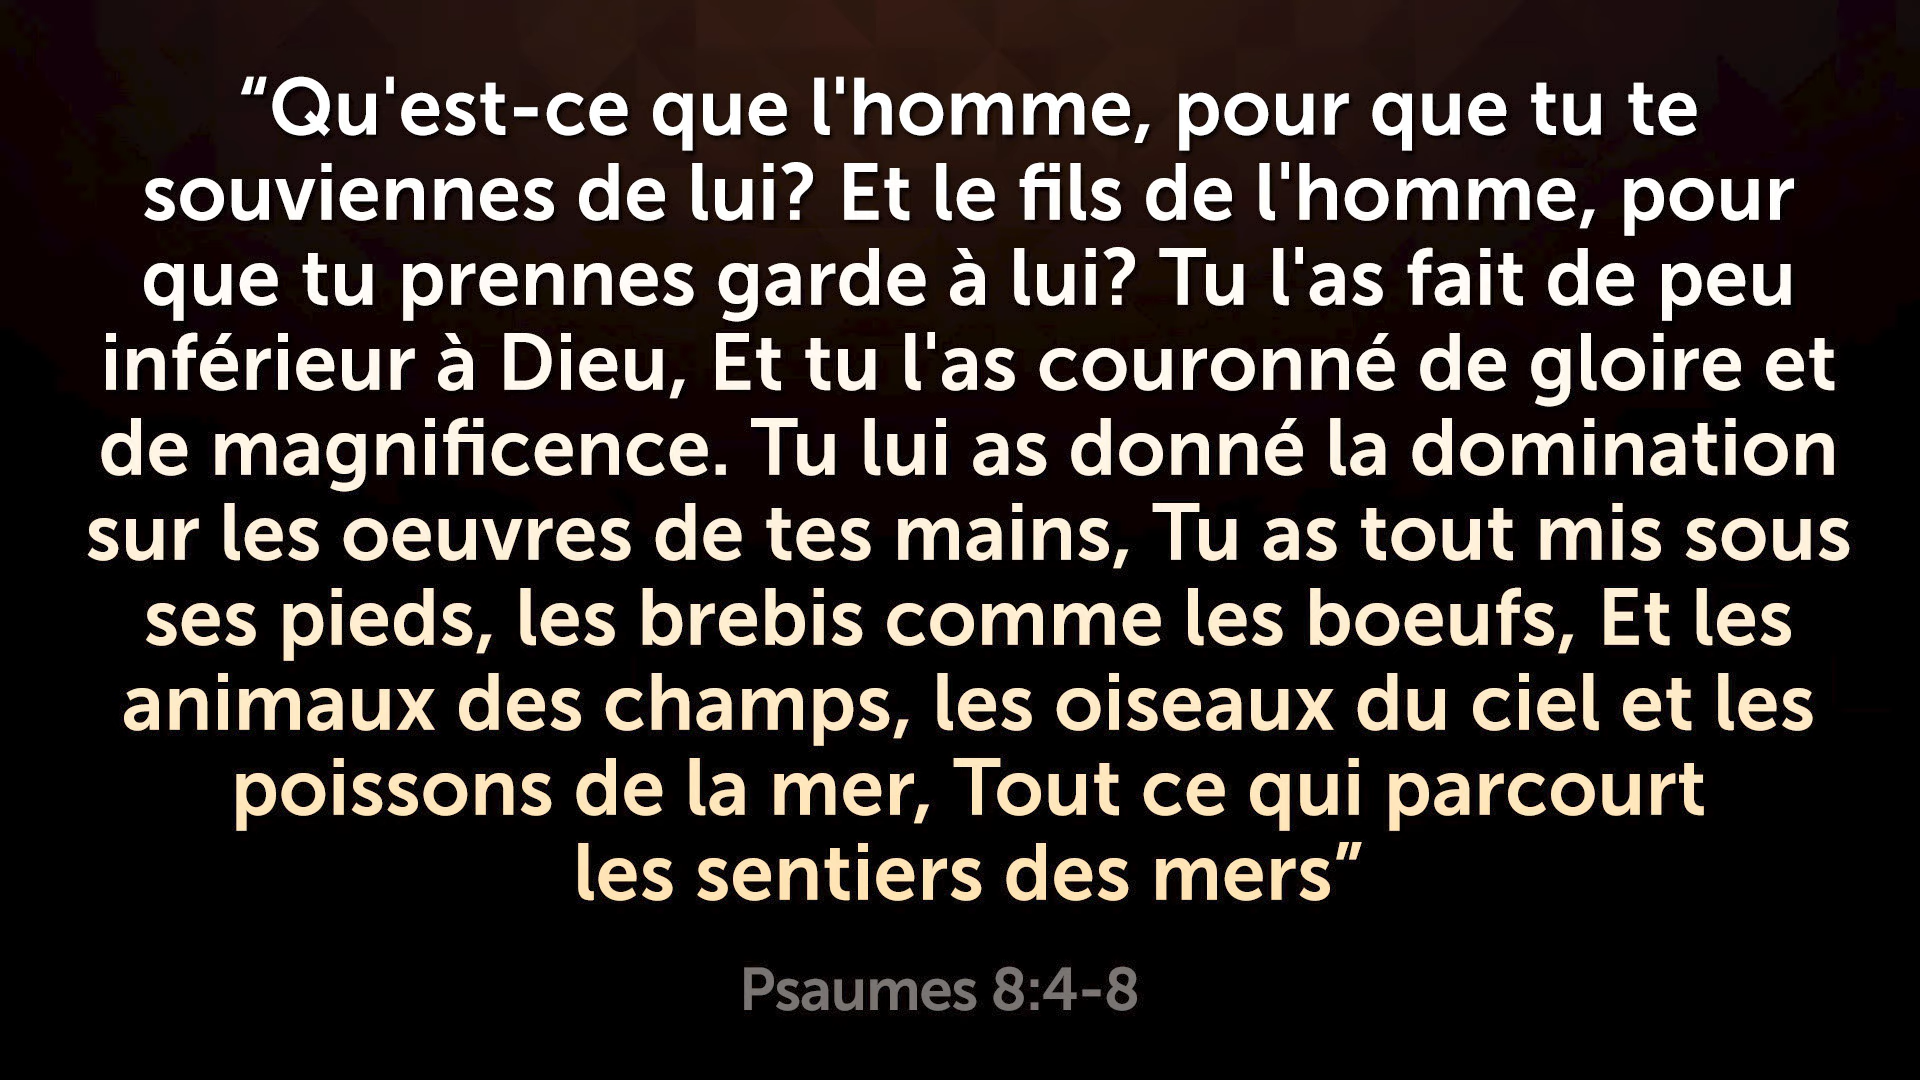 “Qu'est-ce que l'homme, pour que tu te
souviennes de lui? Et le fils de l'homme, pour
que tu prennes garde à lui? Tu l'as fait de peu
inférieur à Dieu, Et tu l'as couronné de gloire et
de magnificence. Tu lui as donné la domination
sur les oeuvres de tes mains, Tu as tout mis sous
ses pieds, les brebis comme les boeufs, Et les
animaux des champs, les oiseaux du ciel et les
poissons de la mer, Tout ce qui parcourt
les sentiers des mers”
Psaumes 8:4-8